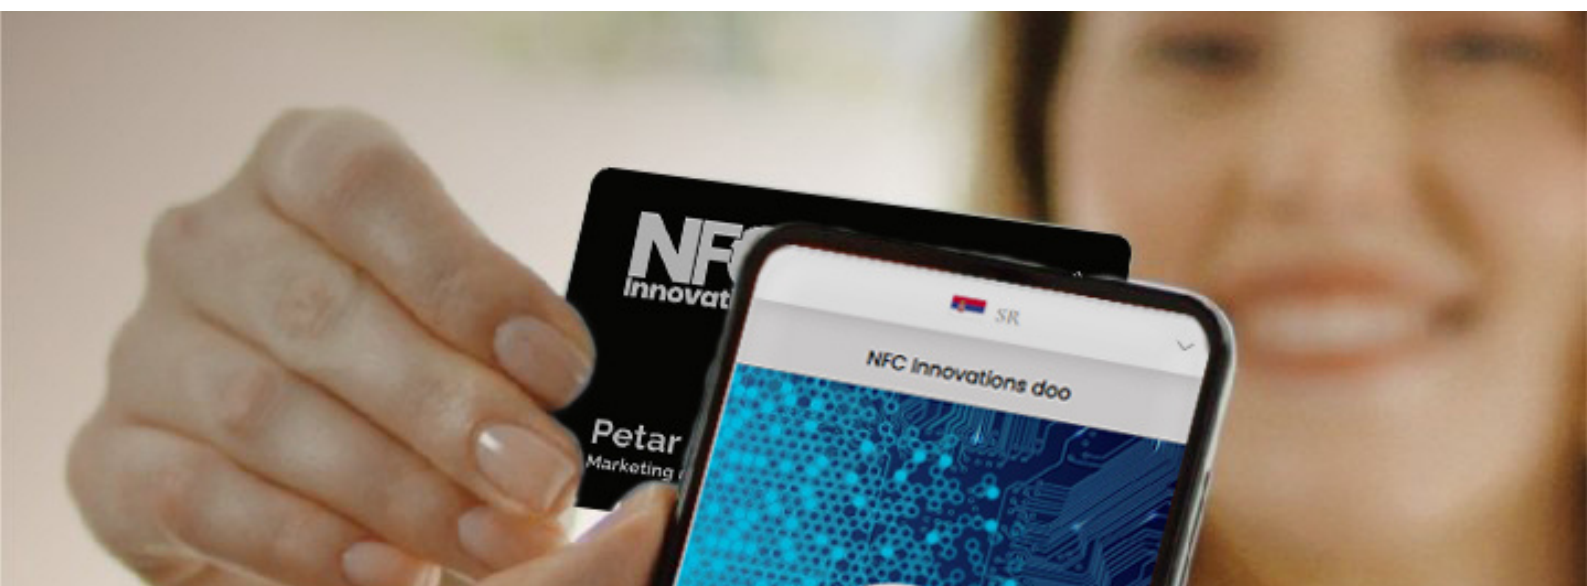 NF
Innovat
Petar
Marketing
SR
NFC Innovations doo